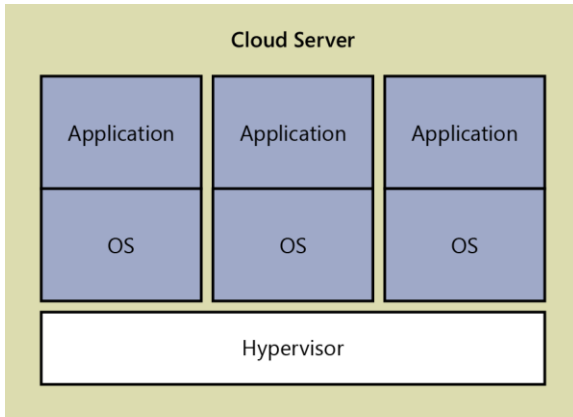 Cloud Server
Application Application Application
OS OS OS
Hypervisor